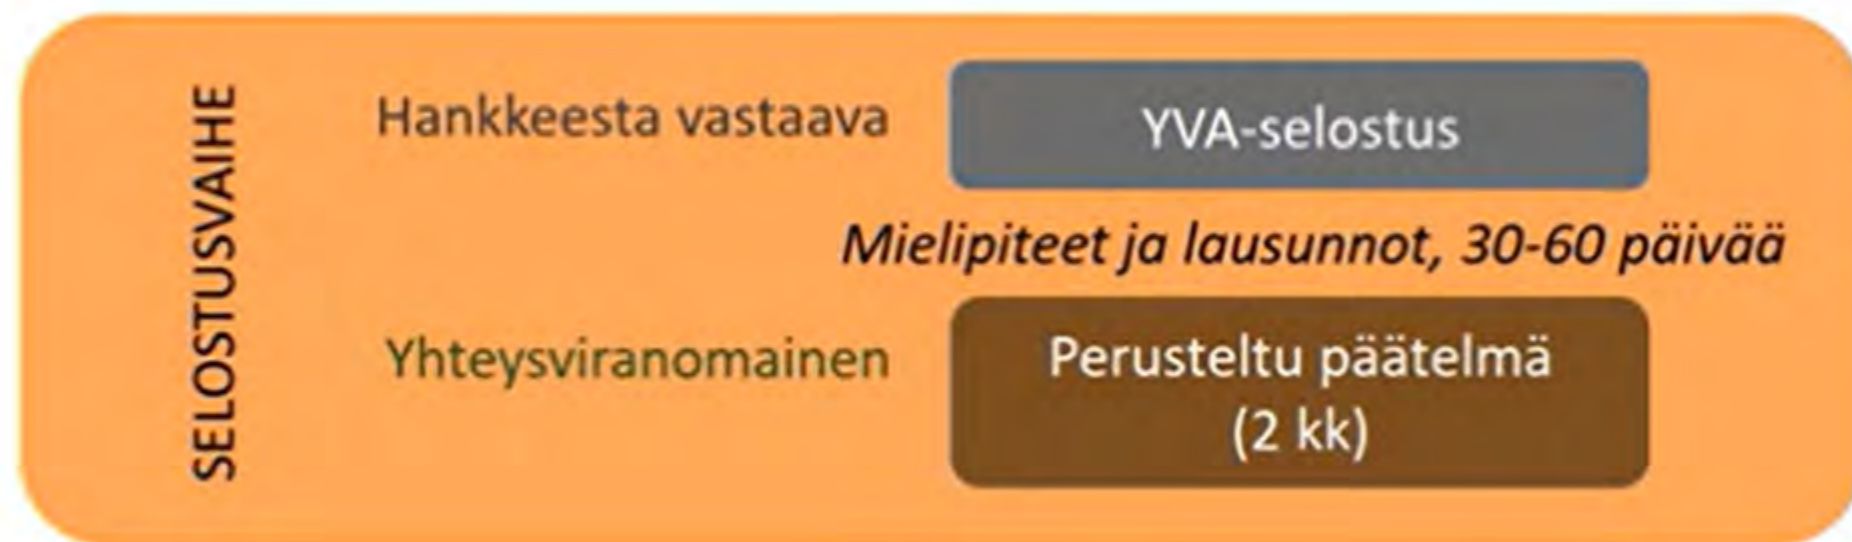 SELOSTUSVAIHE
Hankkeesta vastaava
YVA-selostus
Mielipiteet ja lausunnot, 30-60 päivää
Yhteysviranomainen
Perusteltu päätelmä
(2 kk)